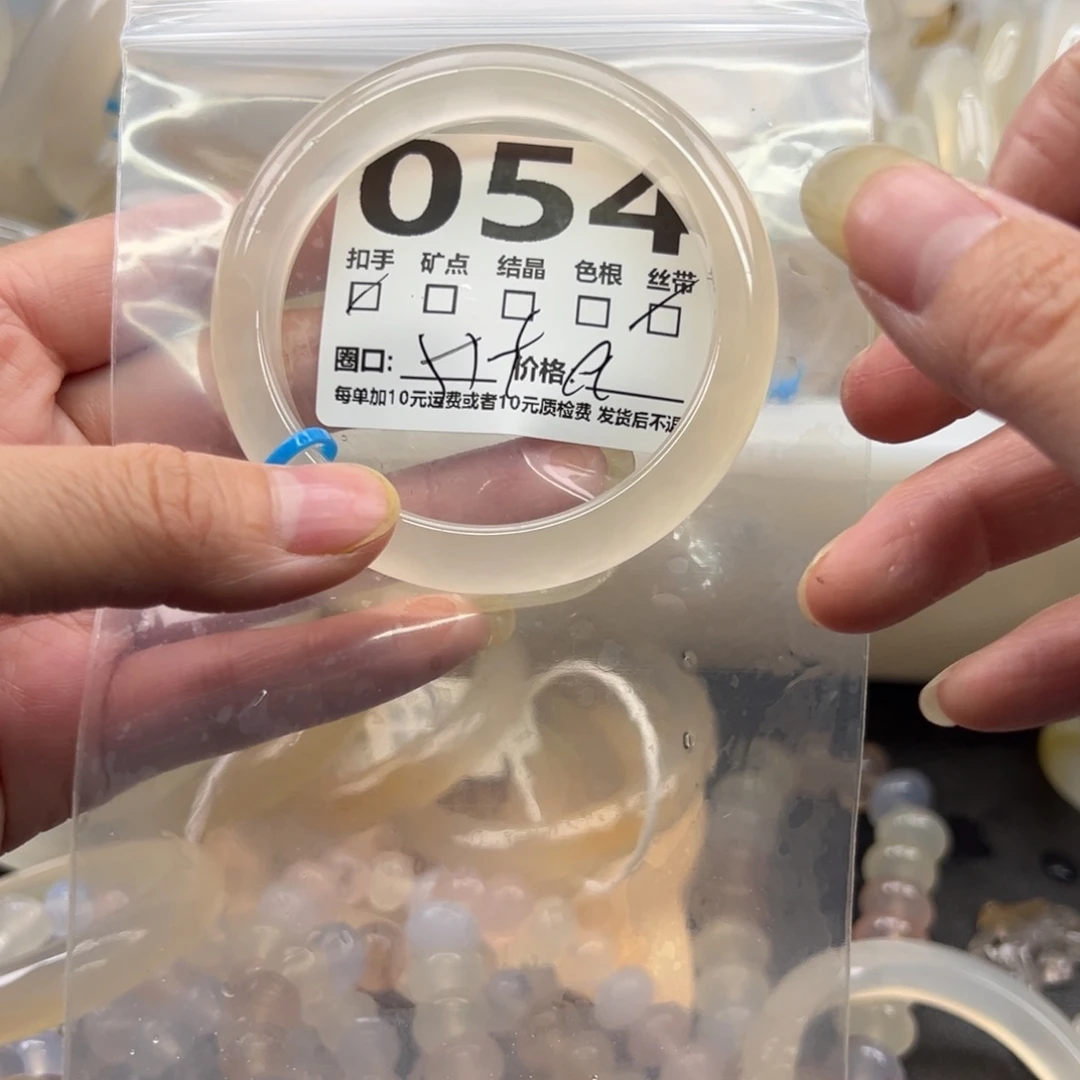 054
扣手 矿点 结晶 色根 丝带
圈口: 价格:
每单加10元运费或者10元质检费 发货后不退